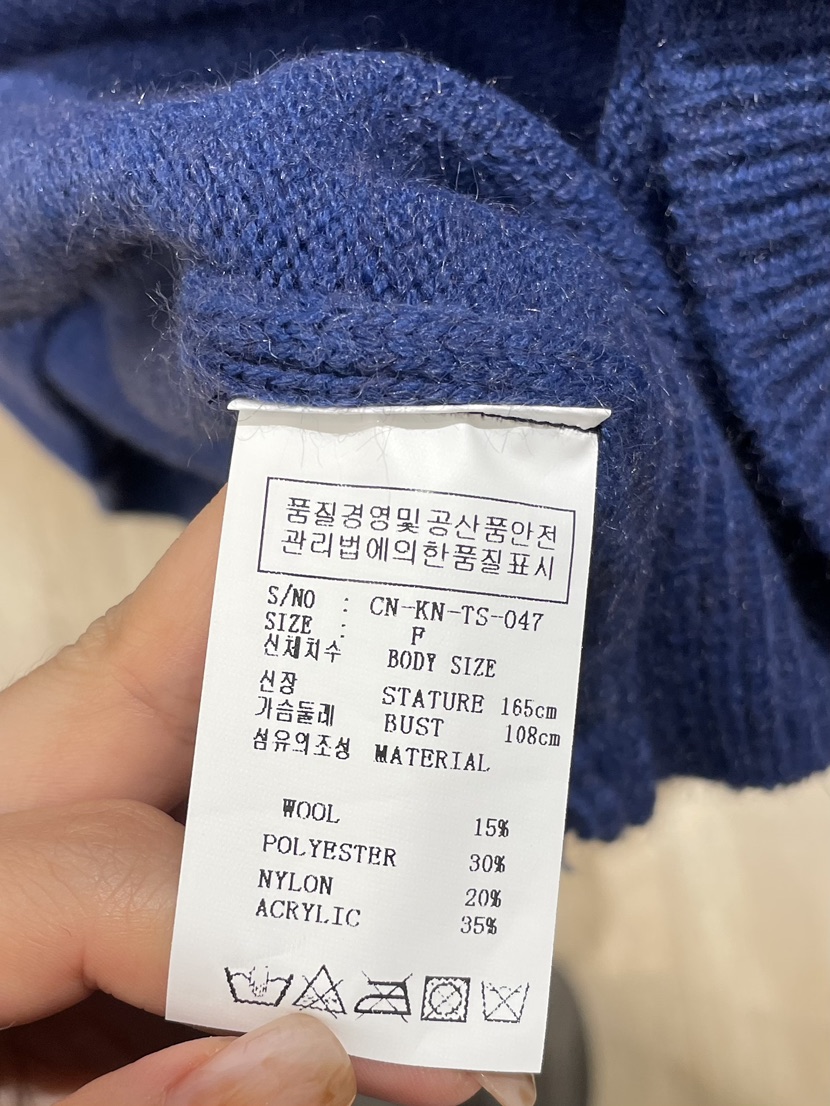 품질경영및공산품안전
관리법에의한품질표시
S/NO : CN-KN-TS-047
SIZE : F
신체치수 BODY SIZE
신장 STATURE 165cm
가슴둘레 BUST 108cm
섬유의조성 MATERIAL
WOOL 15%
POLYESTER 30%
NYLON 20%
ACRYLIC 35%